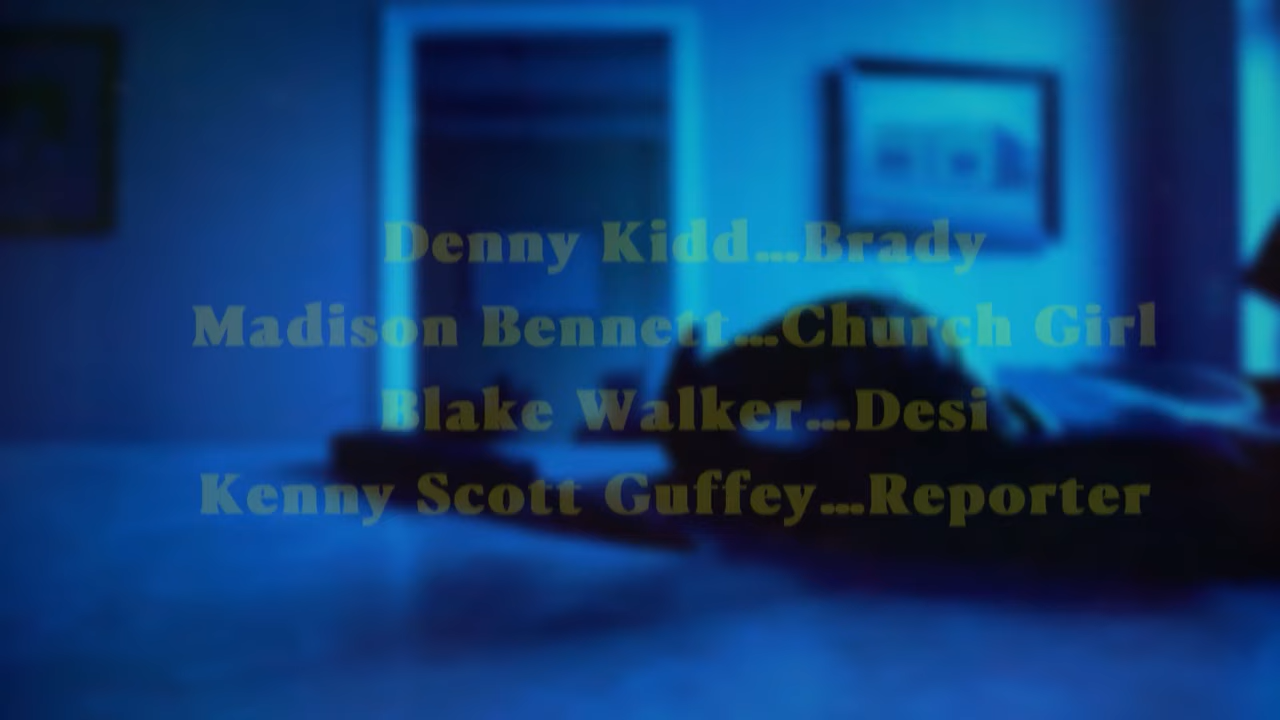 Denny Kidd...Brady
Madison Bennett...Church Girl
Blake Walker...Desi
Kenny Scott Guffey...Reporter